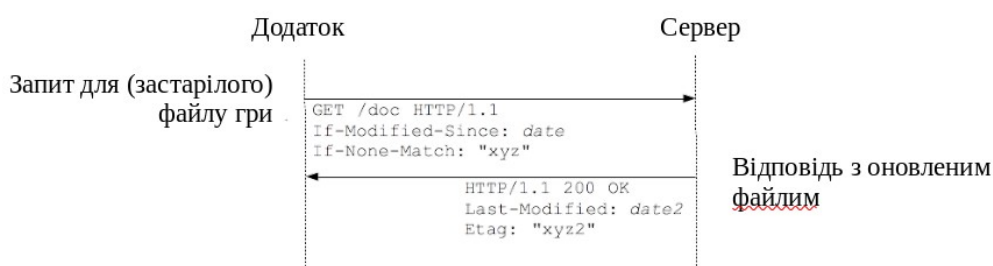 Додаток
Сервер
Запит для (застарілого)
файлу гри
GET /doc HTTP/1.1
If-Modified-Since: date
If-None-Match: "xyz"
Відповідь з оновленим
файлим
HTTP/1.1 200 OK
Last-Modified: date2
Etag: "xyz2"